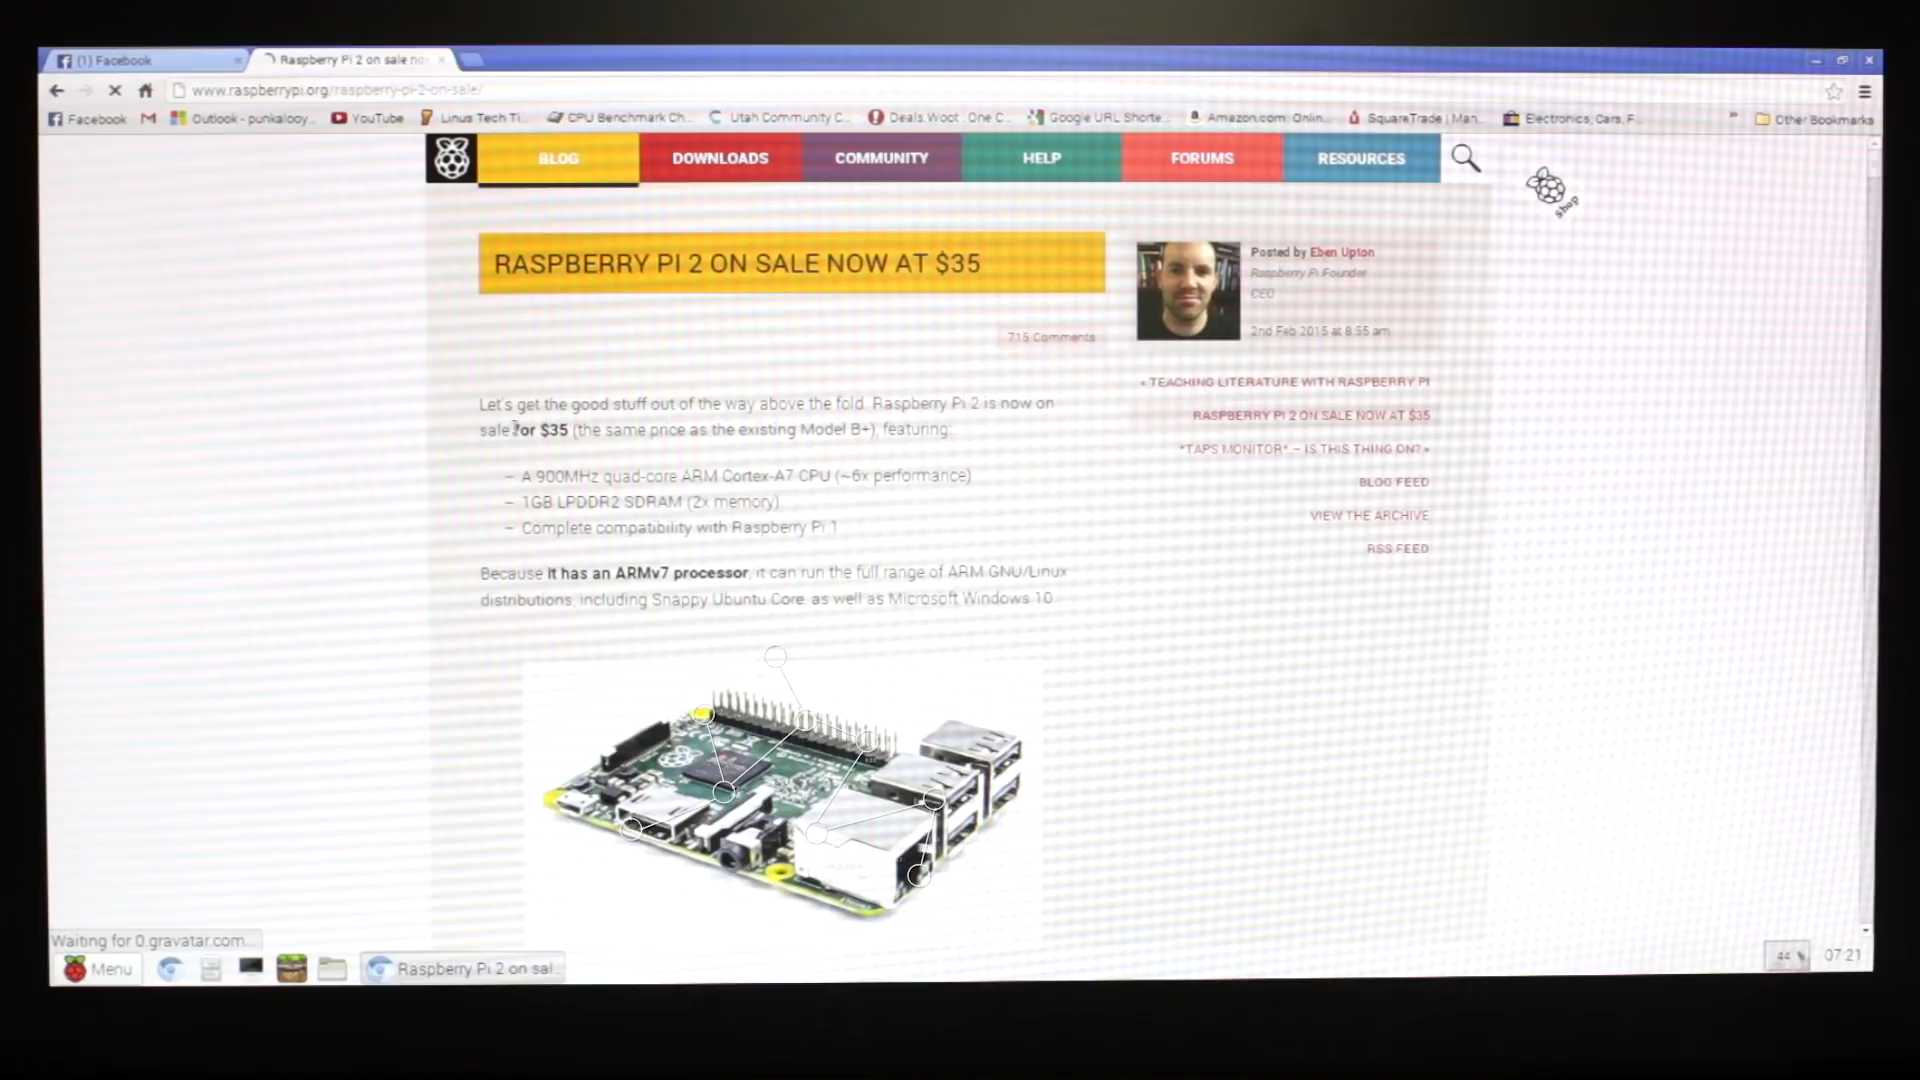 (1) Facebook
Raspberry Pi 2 on sale no
www.raspberrypi.org/raspberry-pi-2-on-sale/
Facebook
Outlook - punkalooy...
YouTube
Linus Tech Ti...
CPU Benchmark Ch...
Utah Community C...
Deals.Woot : One C...
Google URL Shorte...
Amazon.com: Onlin...
SquareTrade | Man...
Electronics, Cars, F...
Other Bookmarks
BLOG
DOWNLOADS
COMMUNITY
HELP
FORUMS
RESOURCES
shop
RASPBERRY PI 2 ON SALE NOW AT $35
Posted by Eben Upton
Raspberry Pi Founder
CEO
2nd Feb 2015 at 8:55 am
715 Comments
« TEACHING LITERATURE WITH RASPBERRY PI
RASPBERRY PI 2 ON SALE NOW AT $35
*TAPS MONITOR* – IS THIS THING ON? »
BLOG FEED
VIEW THE ARCHIVE
RSS FEED
Let's get the good stuff out of the way above the fold. Raspberry Pi 2 is now on
sale for $35 (the same price as the existing Model B+), featuring:
– A 900MHz quad-core ARM Cortex-A7 CPU (~6x performance)
– 1GB LPDDR2 SDRAM (2x memory)
– Complete compatibility with Raspberry Pi 1
Because it has an ARMv7 processor, it can run the full range of ARM GNU/Linux
distributions, including Snappy Ubuntu Core, as well as Microsoft Windows 10.
Waiting for 0.gravatar.com...
Menu
Raspberry Pi 2 on sal...
44 %
07:21